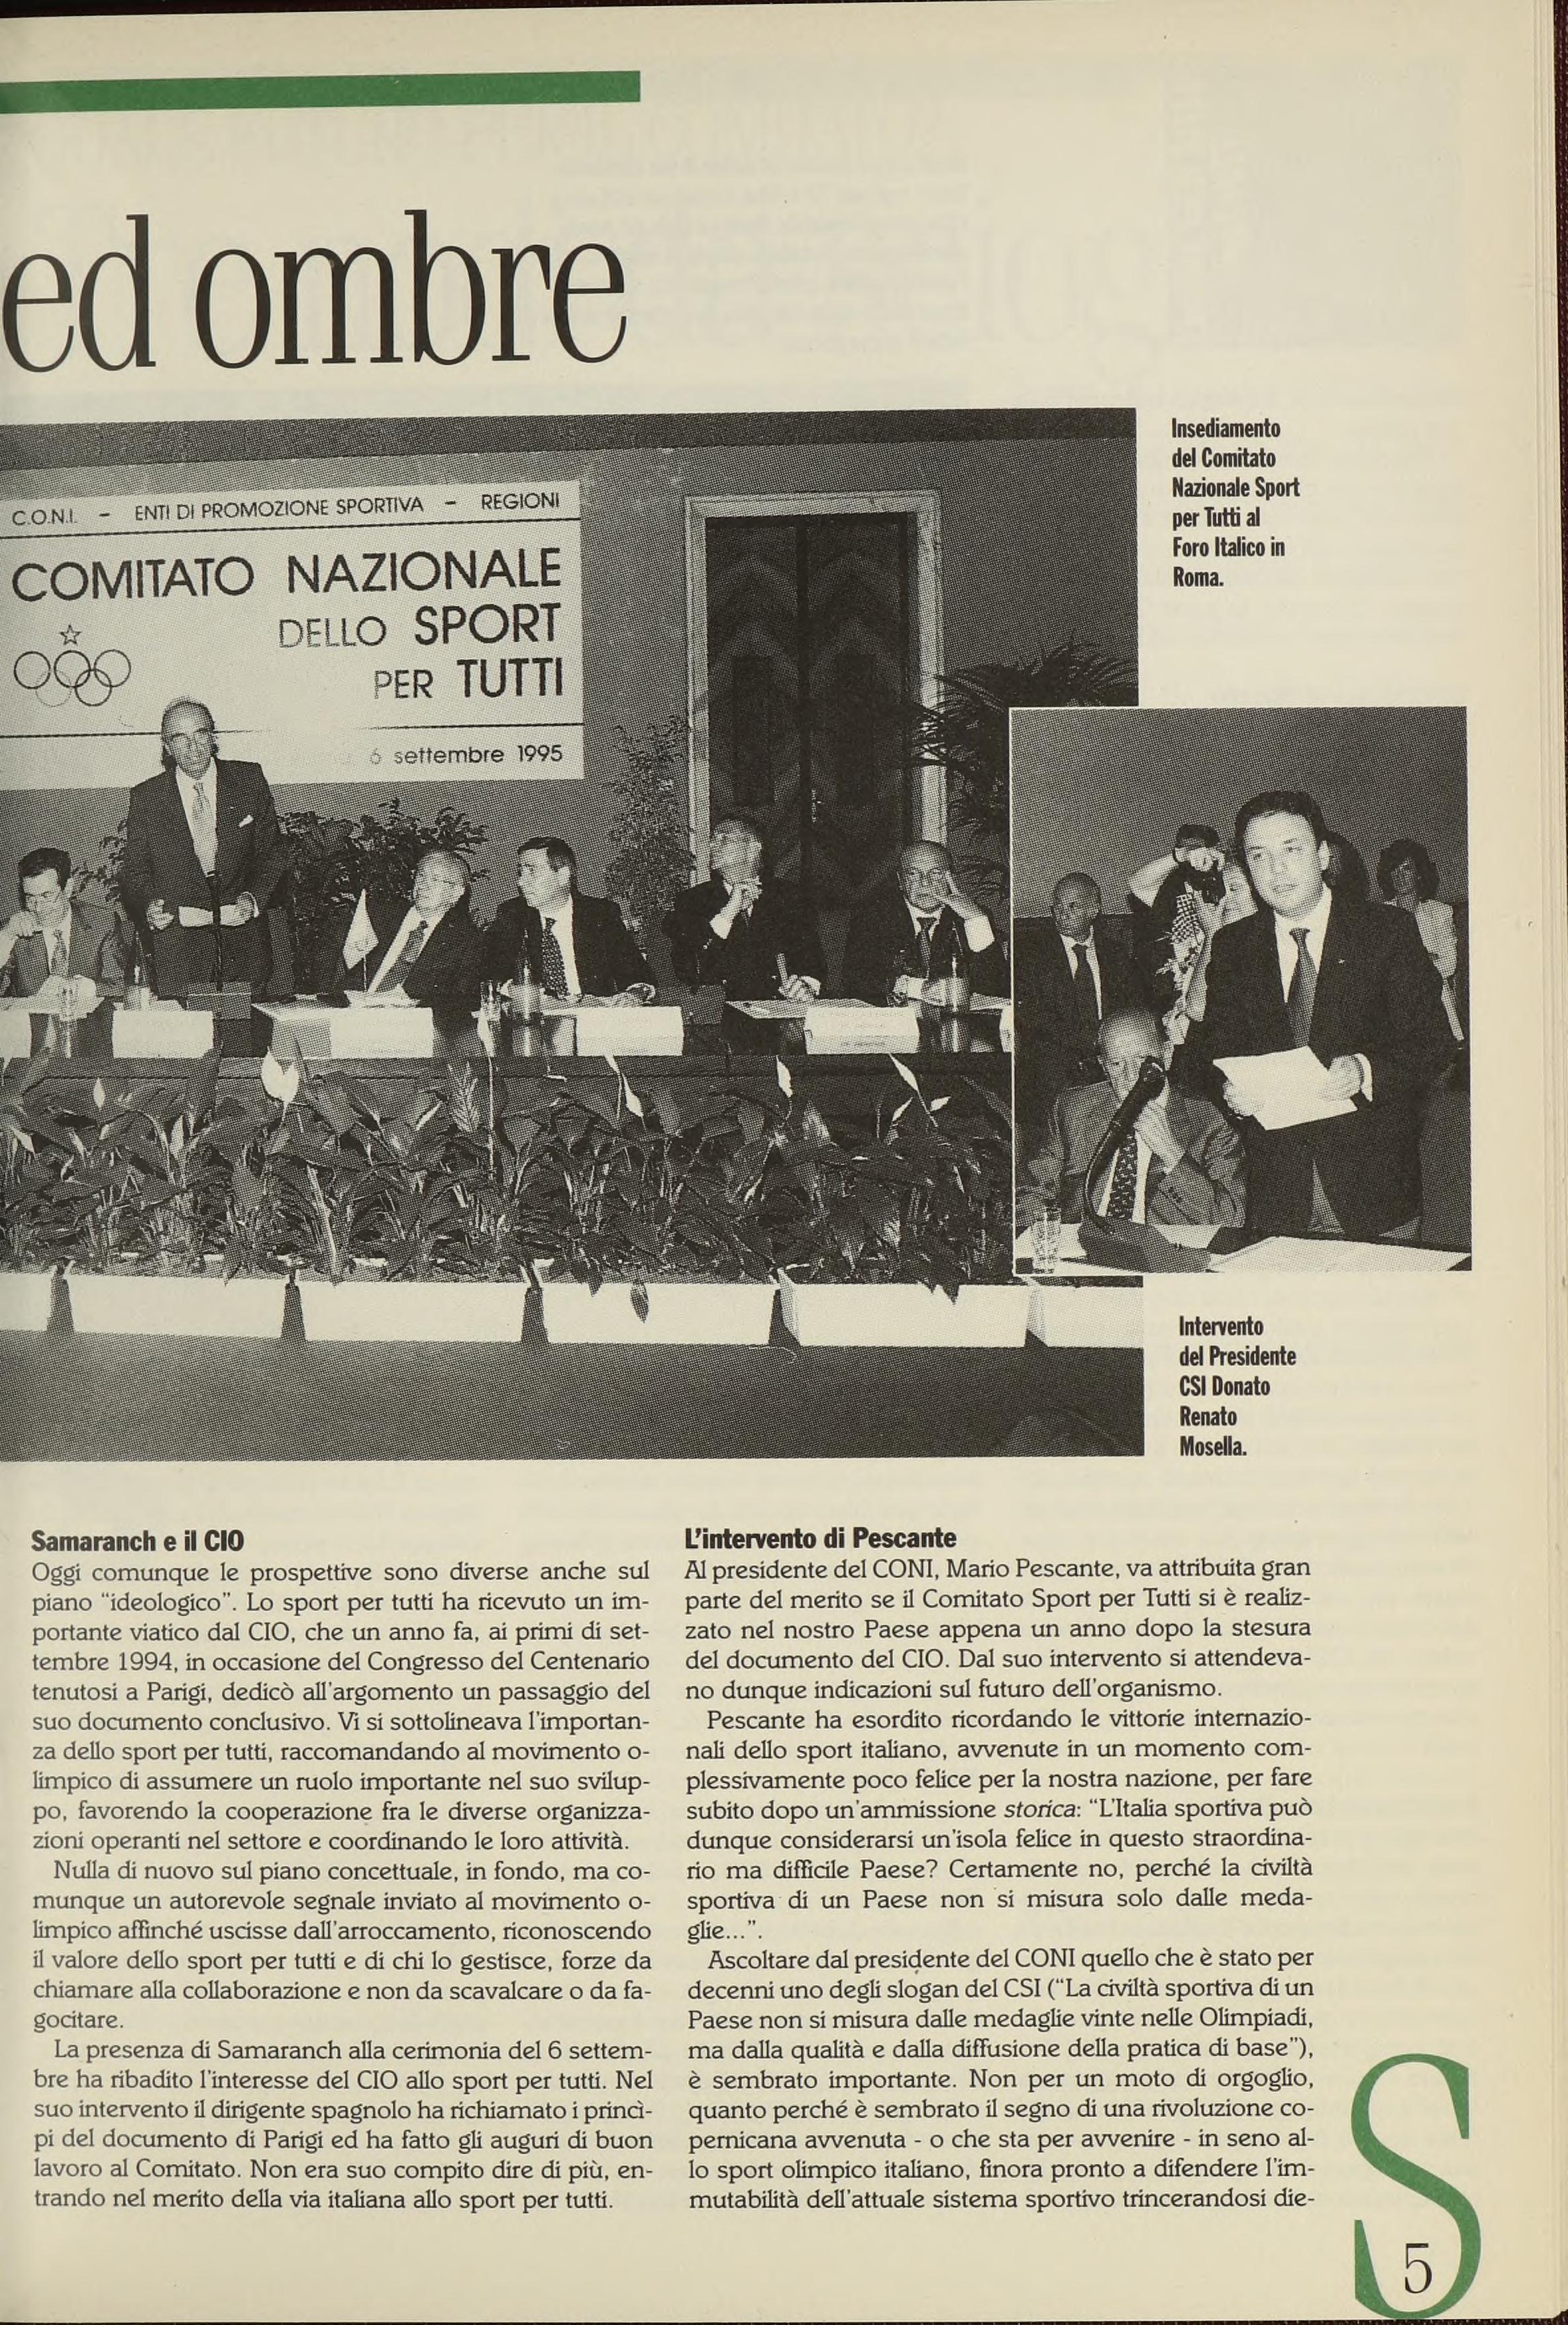 ed ombre
C.O.N.I. - ENTI DI PROMOZIONE SPORTIVA - REGIONI
COMITATO NAZIONALE
DELLO SPORT
PER TUTTI
6 settembre 1995
Insediamento
del Comitato
Nazionale Sport
per Tutti al
Foro Italico in
Roma.
Intervento
del Presidente
CSI Donato
Renato
Mosella.
Samaranch e il CIO
Oggi comunque le prospettive sono diverse anche sul
piano “ideologico”. Lo sport per tutti ha ricevuto un im-
portante viatico dal CIO, che un anno fa, ai primi di set-
tembre 1994, in occasione del Congresso del Centenario
tenutosi a Parigi, dedicò all'argomento un passaggio del
suo documento conclusivo. Vi si sottolineava l'importan-
za dello sport per tutti, raccomandando al movimento o-
limpico di assumere un ruolo importante nel suo svilup-
po, favorendo la cooperazione fra le diverse organizza-
zioni operanti nel settore e coordinando le loro attività.
Nulla di nuovo sul piano concettuale, in fondo, ma co-
munque un autorevole segnale inviato al movimento o-
limpico affinché uscisse dall'arroccamento, riconoscendo
il valore dello sport per tutti e di chi lo gestisce, forze da
chiamare alla collaborazione e non da scavalcare o da fa-
gocitare.
La presenza di Samaranch alla cerimonia del 6 settem-
bre ha ribadito l'interesse del CIO allo sport per tutti. Nel
suo intervento il dirigente spagnolo ha richiamato i princì-
pi del documento di Parigi ed ha fatto gli auguri di buon
lavoro al Comitato. Non era suo compito dire di più, en-
trando nel merito della via italiana allo sport per tutti.
L'intervento di Pescante
Al presidente del CONI, Mario Pescante, va attribuita gran
parte del merito se il Comitato Sport per Tutti si è realiz-
zato nel nostro Paese appena un anno dopo la stesura
del documento del CIO. Dal suo intervento si attendeva-
no dunque indicazioni sul futuro dell'organismo.
Pescante ha esordito ricordando le vittorie internazio-
nali dello sport italiano, avvenute in un momento com-
plessivamente poco felice per la nostra nazione, per fare
subito dopo un'ammissione storica: “L'Italia sportiva può
dunque considerarsi un'isola felice in questo straordina-
rio ma difficile Paese? Certamente no, perché la civiltà
sportiva di un Paese non si misura solo dalle meda-
glie...”.
Ascoltare dal presidente del CONI quello che è stato per
decenni uno degli slogan del CSI (“La civiltà sportiva di un
Paese non si misura dalle medaglie vinte nelle Olimpiadi,
ma dalla qualità e dalla diffusione della pratica di base”),
è sembrato importante. Non per un moto di orgoglio,
quanto perché è sembrato il segno di una rivoluzione co-
pernicana avvenuta - o che sta per avvenire - in seno al-
lo sport olimpico italiano, finora pronto a difendere l'im-
mutabilità dell'attuale sistema sportivo trincerandosi die-
S
5